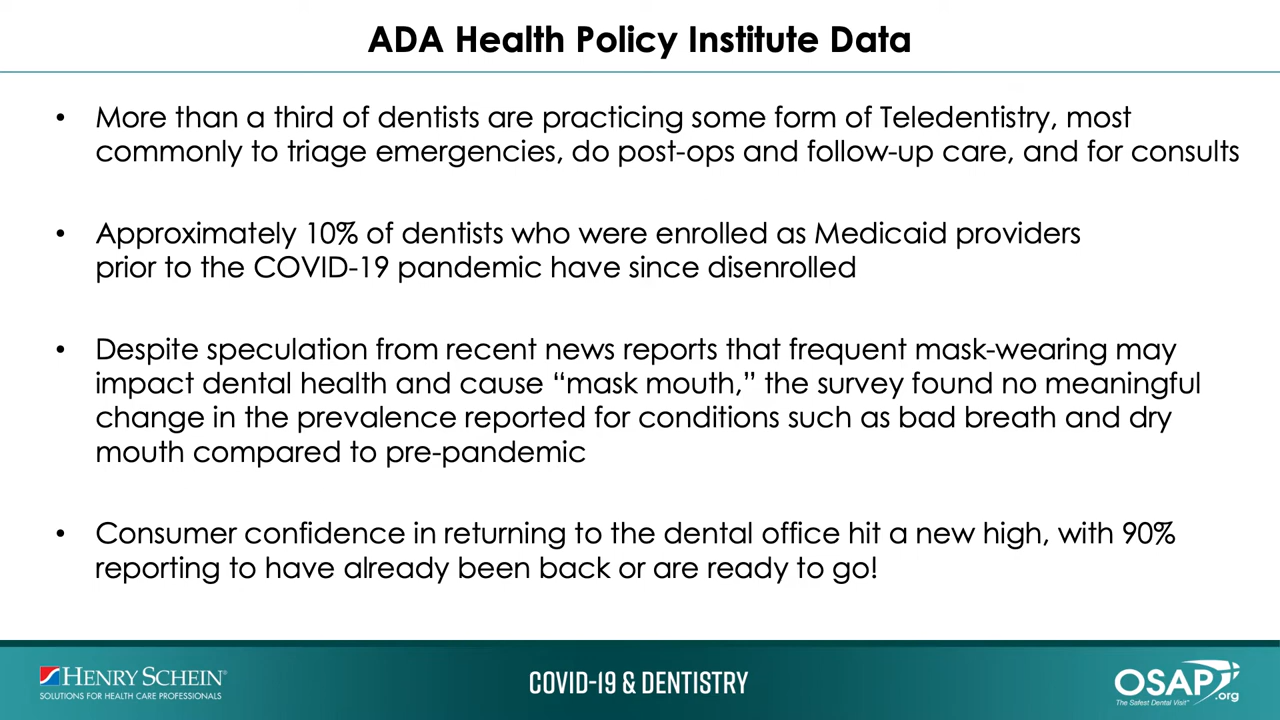 ADA Health Policy Institute Data
• More than a third of dentists are practicing some form of Teledentistry, most
commonly to triage emergencies, do post-ops and follow-up care, and for consults
• Approximately 10% of dentists who were enrolled as Medicaid providers
prior to the COVID-19 pandemic have since disenrolled
• Despite speculation from recent news reports that frequent mask-wearing may
impact dental health and cause “mask mouth,” the survey found no meaningful
change in the prevalence reported for conditions such as bad breath and dry
mouth compared to pre-pandemic
• Consumer confidence in returning to the dental office hit a new high, with 90%
reporting to have already been back or are ready to go!
HENRY SCHEIN®
SOLUTIONS FOR HEALTH CARE PROFESSIONALS
COVID-19 & DENTISTRY
OSAP.org
The Safest Dental Visit™